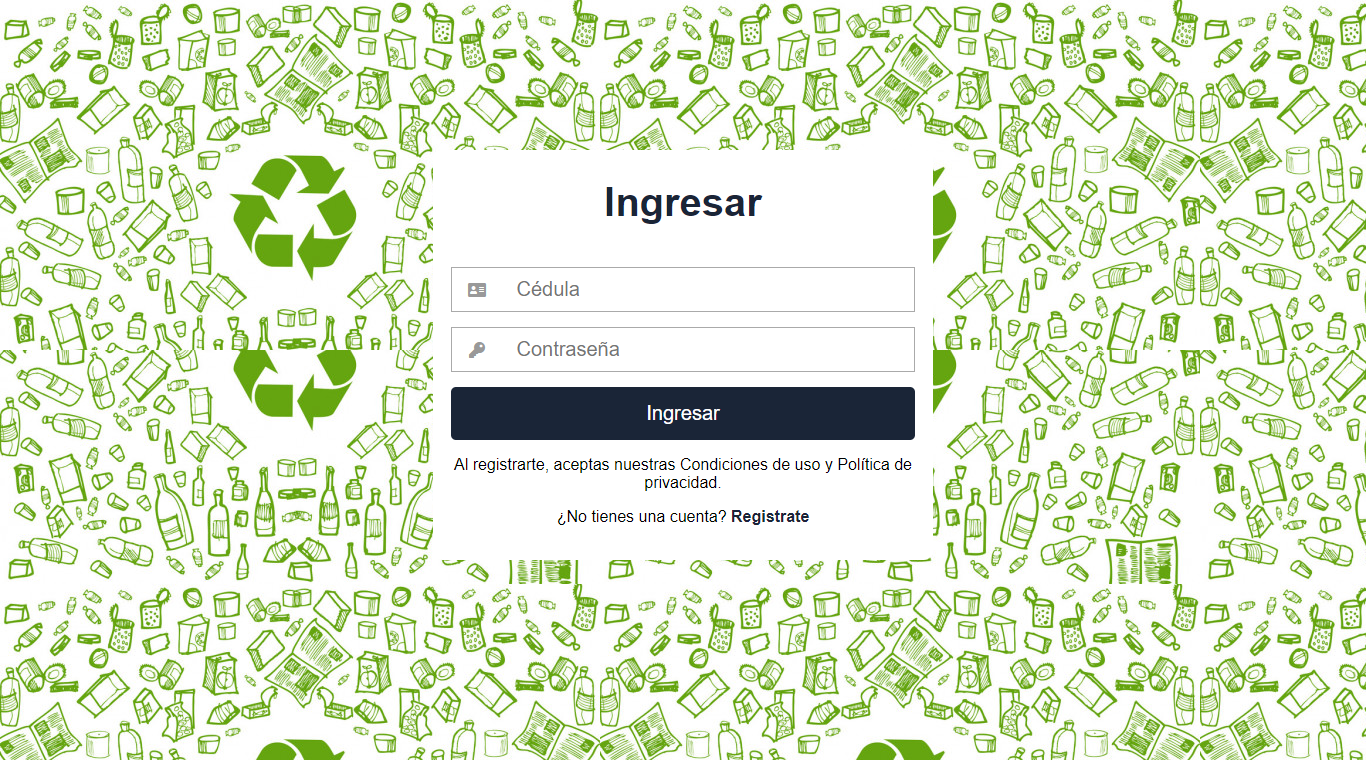 Ingresar
Cédula
Contraseña
Ingresar
Al registrarte, aceptas nuestras Condiciones de uso y Política de
privacidad.
¿No tienes una cuenta? Registrate